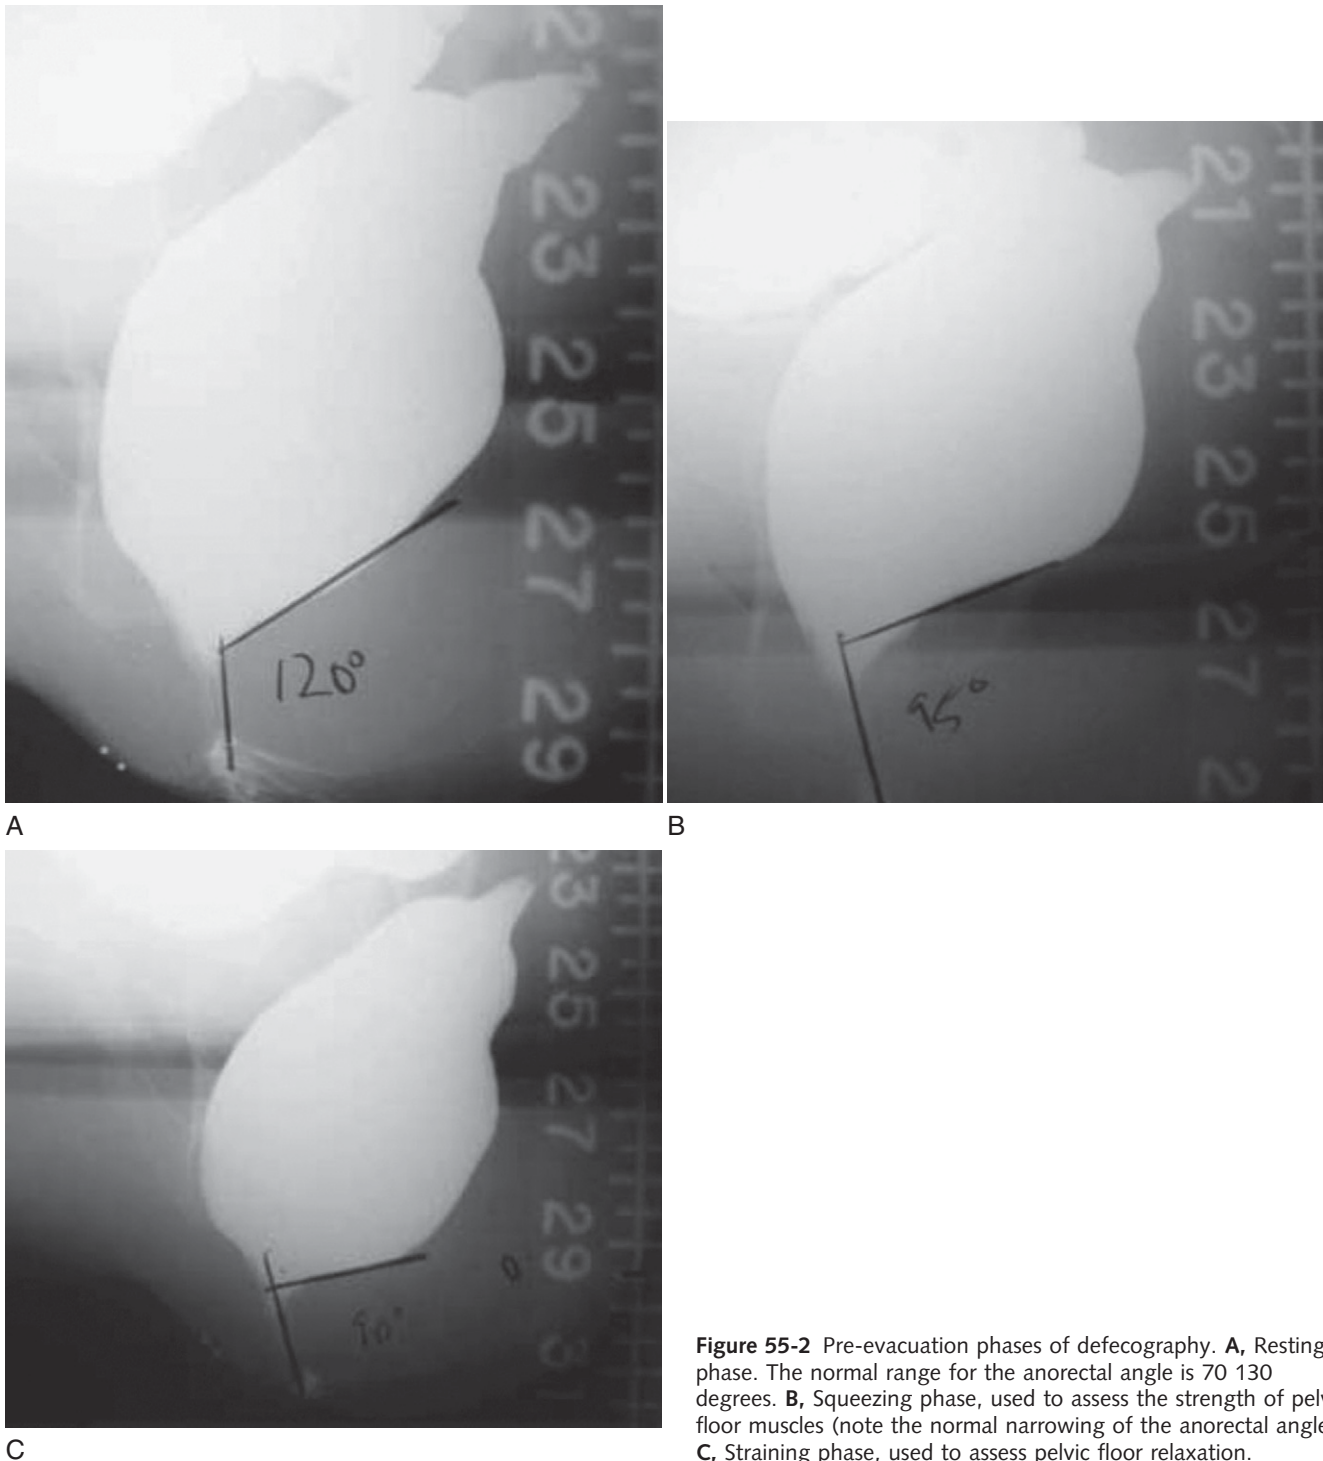 21
23
25
27
29
120°
A
21
23
25
27
2
95°
B
23
25
27
29
31
90°
C
Figure 55-2 Pre-evacuation phases of defecography. A, Resting
phase. The normal range for the anorectal angle is 70 130
degrees. B, Squeezing phase, used to assess the strength of pelv
floor muscles (note the normal narrowing of the anorectal angle
C, Straining phase, used to assess pelvic floor relaxation.